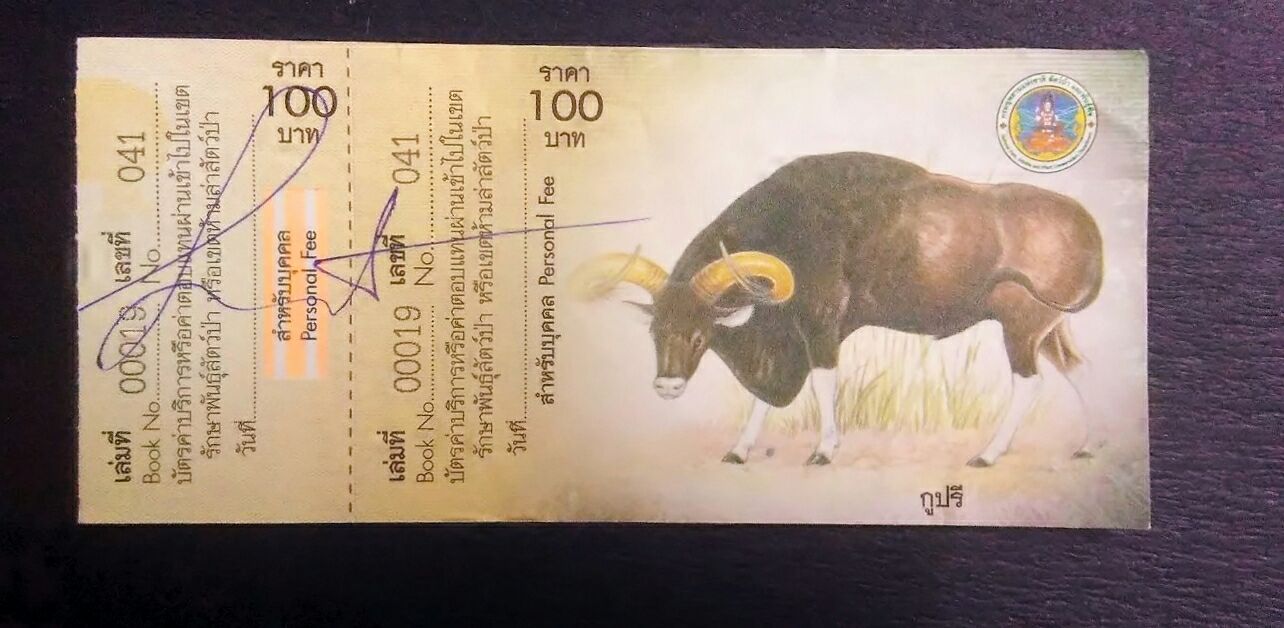 ราคา
100
บาท
เล่มที่ 00019 เลขที่ 041
Book No. No.
บัตรค่าบริการหรือค่าตอบแทนผ่านเข้าไปในเขต
รักษาพันธุ์สัตว์ป่า หรือเขตห้ามล่าสัตว์ป่า
วันที่
สำหรับบุคคล
Personal Fee
ราคา
100
บาท
เล่มที่ 00019 เลขที่ 041
Book No. No.
บัตรค่าบริการหรือค่าตอบแทนผ่านเข้าไปในเขต
รักษาพันธุ์สัตว์ป่า หรือเขตห้ามล่าสัตว์ป่า
วันที่
สำหรับบุคคล Personal Fee
กูปรี